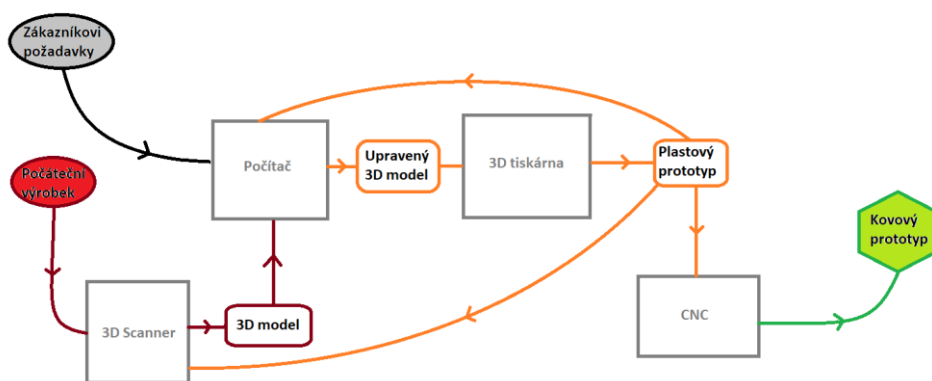 Zákazníkovi
požadavky
Počítač
Upravený
3D model
3D tiskárna
Plastový
prototyp
Počáteční
výrobek
Kovový
prototyp
3D Scanner
3D model
CNC